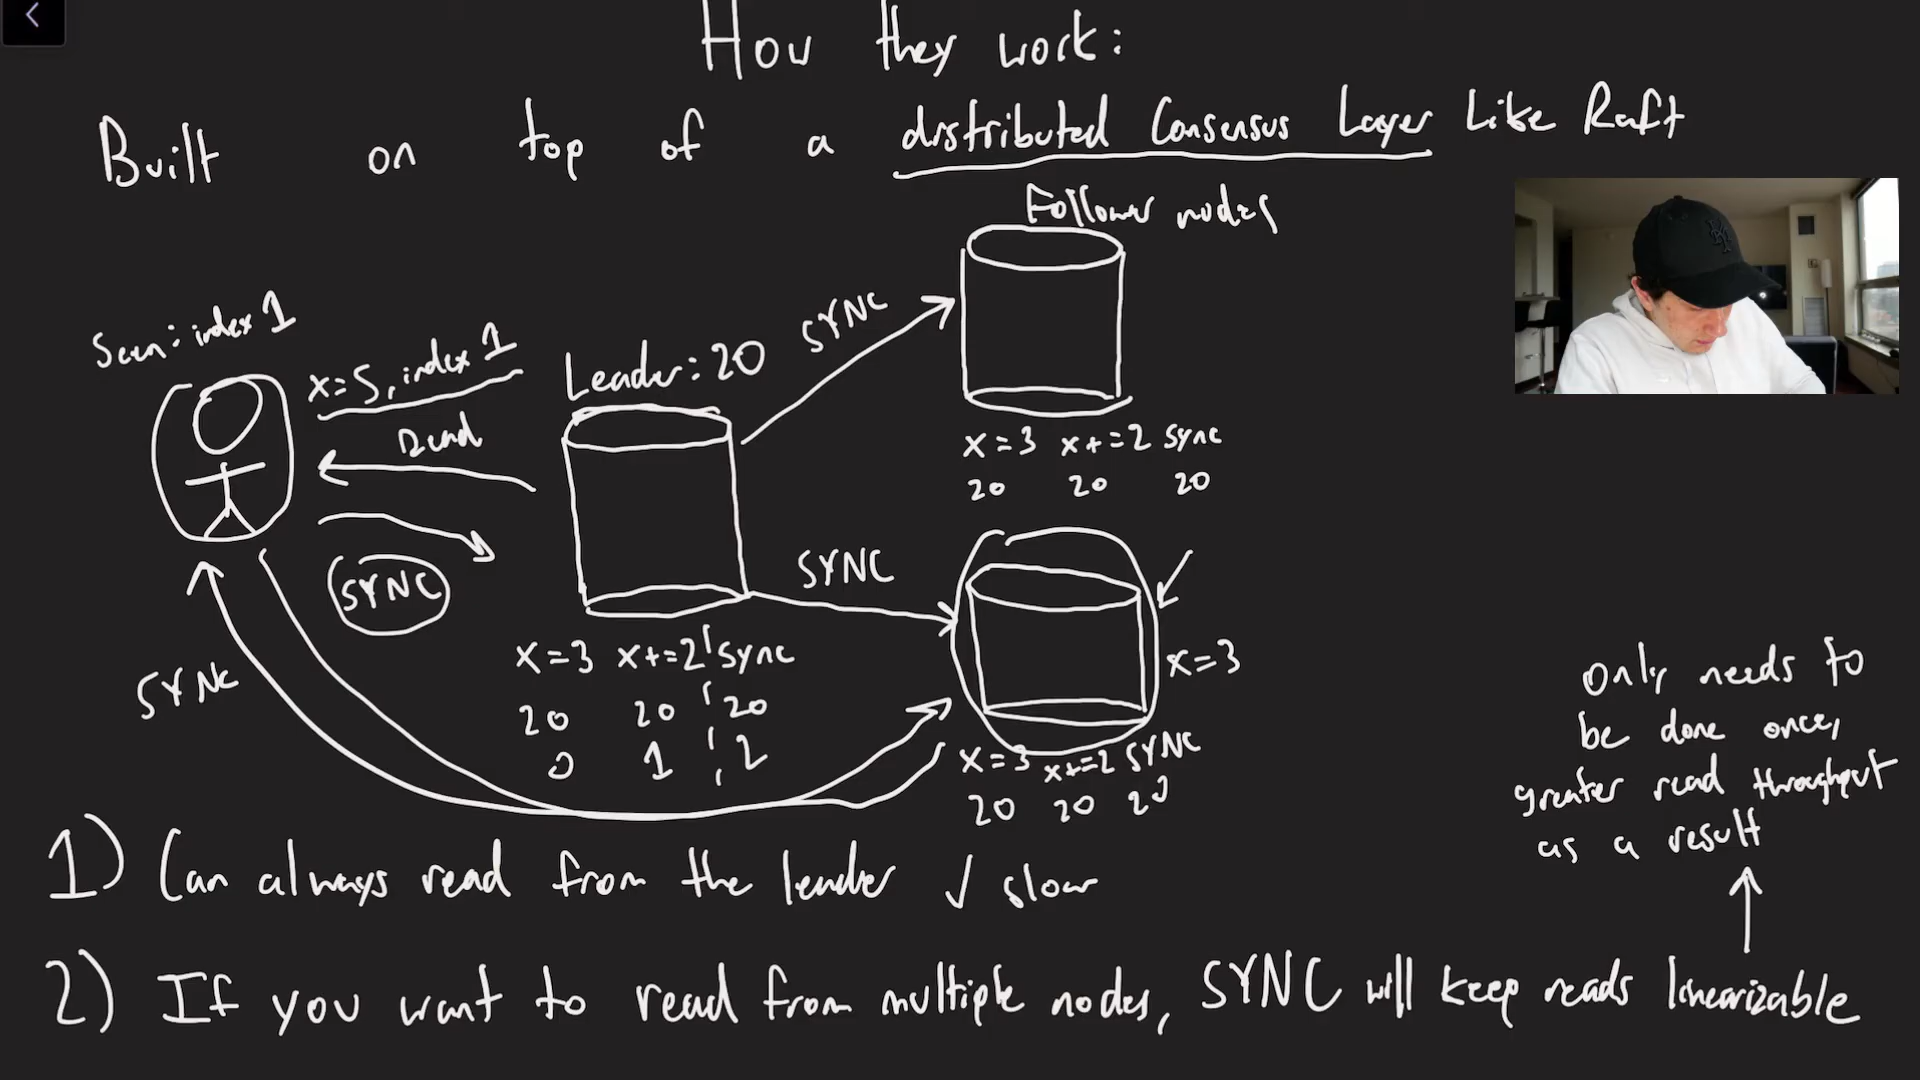 How they work:
Built on top of a distributed Consensus Layer Like Raft
Follower nodes
Seen: index 1
x=5, index 1
Read
Leader: 20
SYNC
x=3 x+=2 sync
20 20 20
SYNC
SYNC
SYNC
x=3 x+=2 sync
20 20 20
0 1 2
x=3
x=3 x+=2 SYNC
20 20 20
only needs to
be done once,
greater read throughput
as a result
1) Can always read from the leader ✓ slow
2) If you want to read from multiple nodes, SYNC will keep reads linearizable